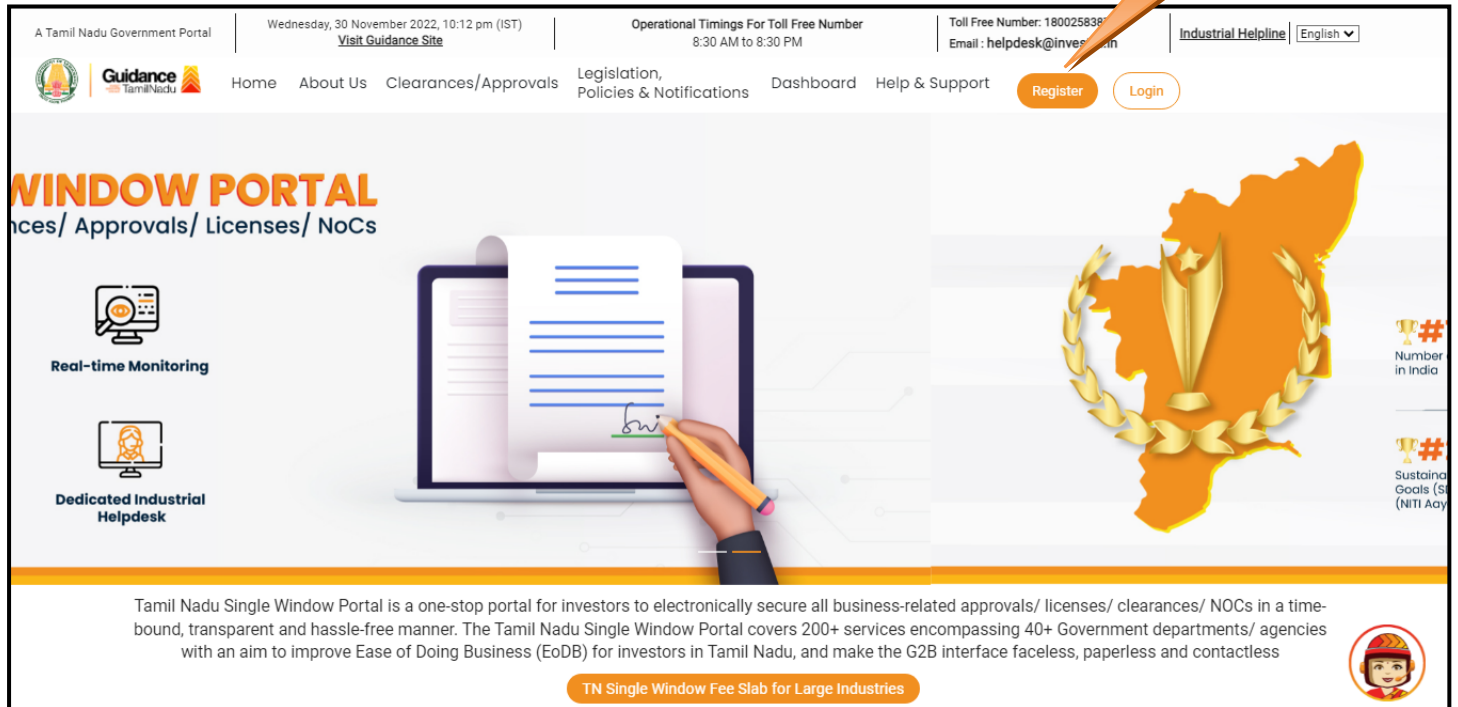 A Tamil Nadu Government Portal
Wednesday, 30 November 2022, 10:12 pm (IST)
Visit Guidance Site
Operational Timings For Toll Free Number
8:30 AM to 8:30 PM
Toll Free Number:
Email :
Industrial Helpline
English
Guidance
TamilNadu
Home
About Us
Clearances/Approvals
Legislation,
Policies & Notifications
Dashboard
Help & Support
Register
Login
WINDOW PORTAL
Approvals/ Licenses/ NoCs
Real-time Monitoring
Dedicated Industrial
Helpdesk
Number
in India
Goals
(NITI
Tamil Nadu Single Window Portal is a one-stop portal for investors to electronically secure all business-related approvals/ licenses/ clearances/ NOCs in a time-
bound, transparent and hassle-free manner. The Tamil Nadu Single Window Portal covers 200+ services encompassing 40+ Government departments/ agencies
with an aim to improve Ease of Doing Business (EoDB) for investors in Tamil Nadu, and make the G2B interface faceless, paperless and contactless
TN Single Window Fee Slab for Large Industries